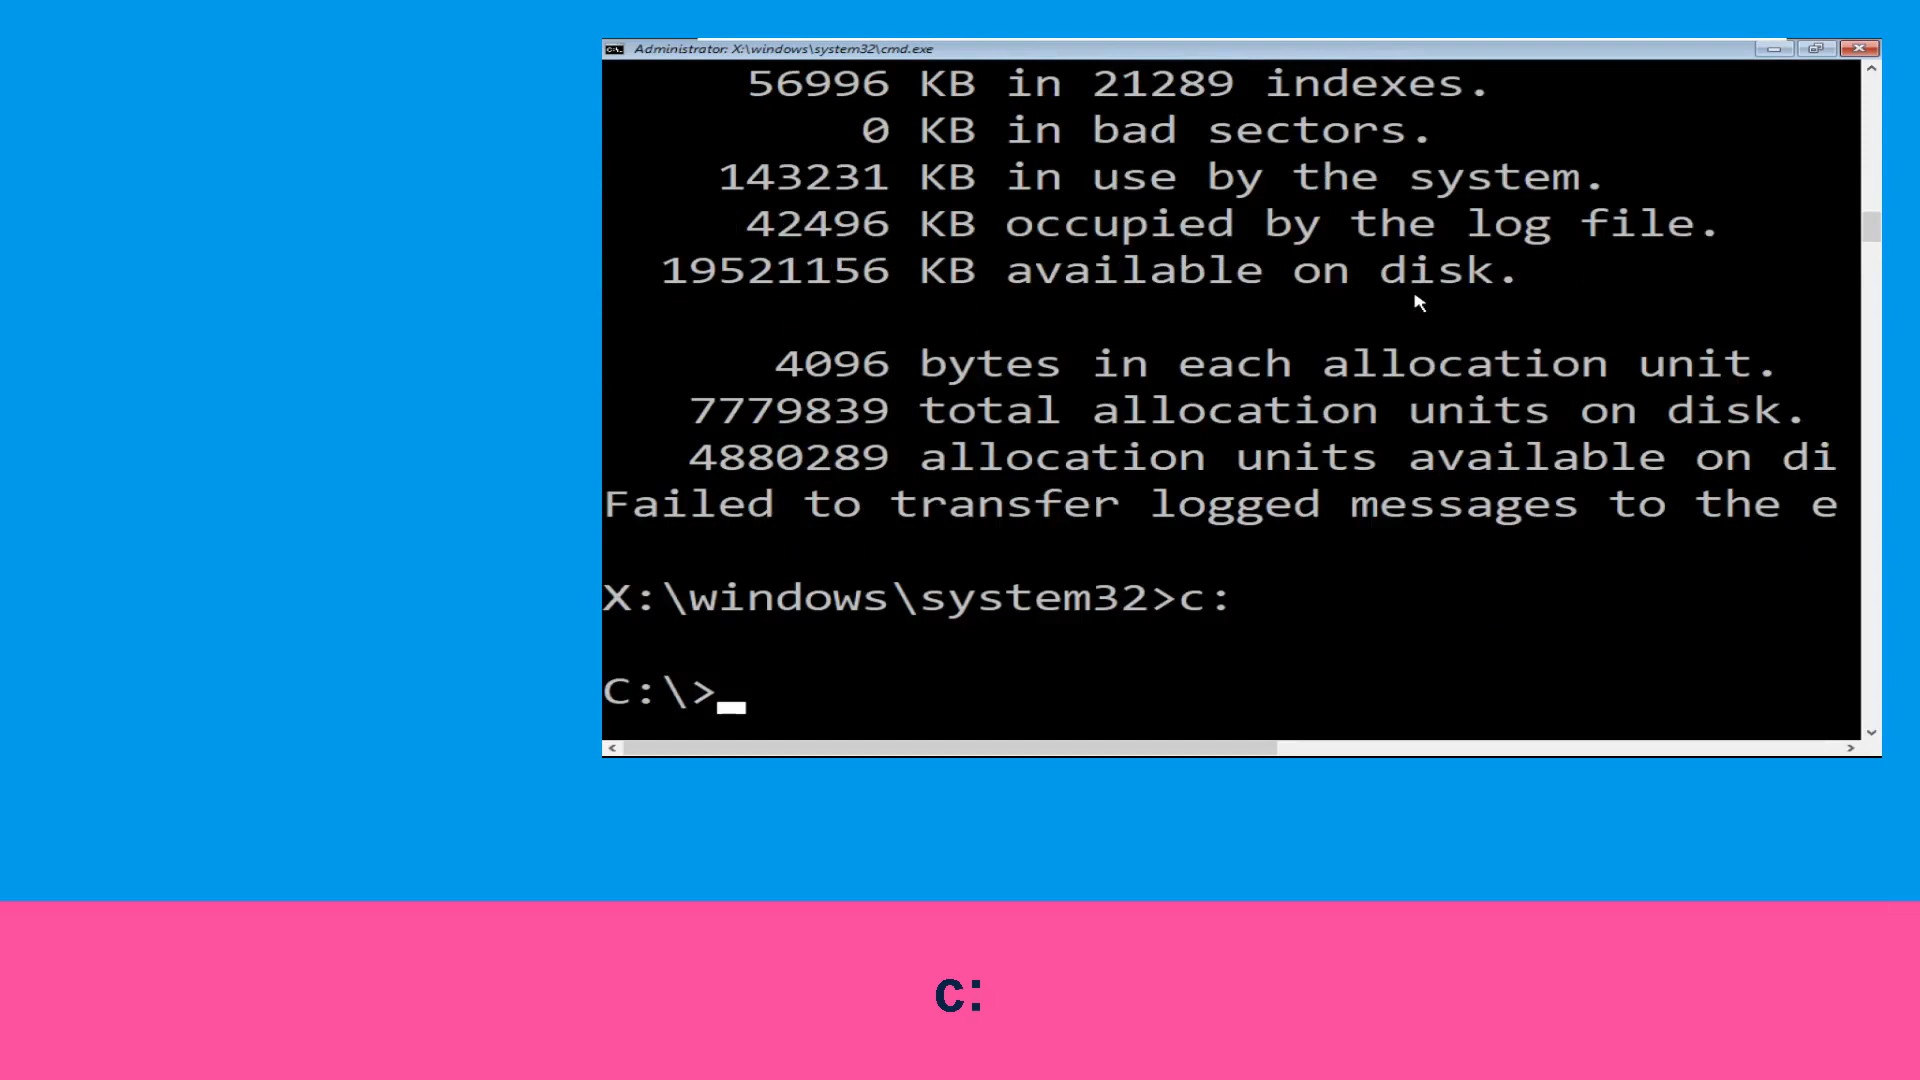 Administrator: X:\windows\system32\cmd.exe
56996 KB in 21289 indexes.
0 KB in bad sectors.
143231 KB in use by the system.
42496 KB occupied by the log file.
19521156 KB available on disk.
4096 bytes in each allocation unit.
7779839 total allocation units on disk.
4880289 allocation units available on di
Failed to transfer logged messages to the e
X:\windows\system32>c:
C:\>
c: